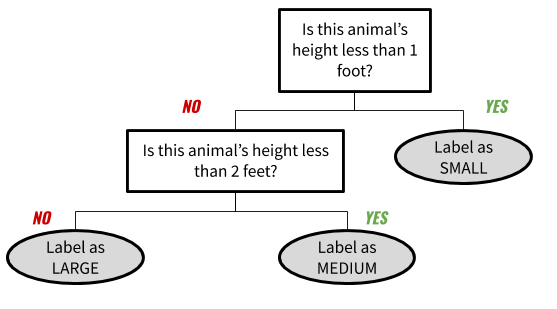 Is this animal's
height less than 1
foot?
NO
YES
Is this animal's height less
than 2 feet?
Label as
SMALL
NO
YES
Label as
LARGE
Label as
MEDIUM